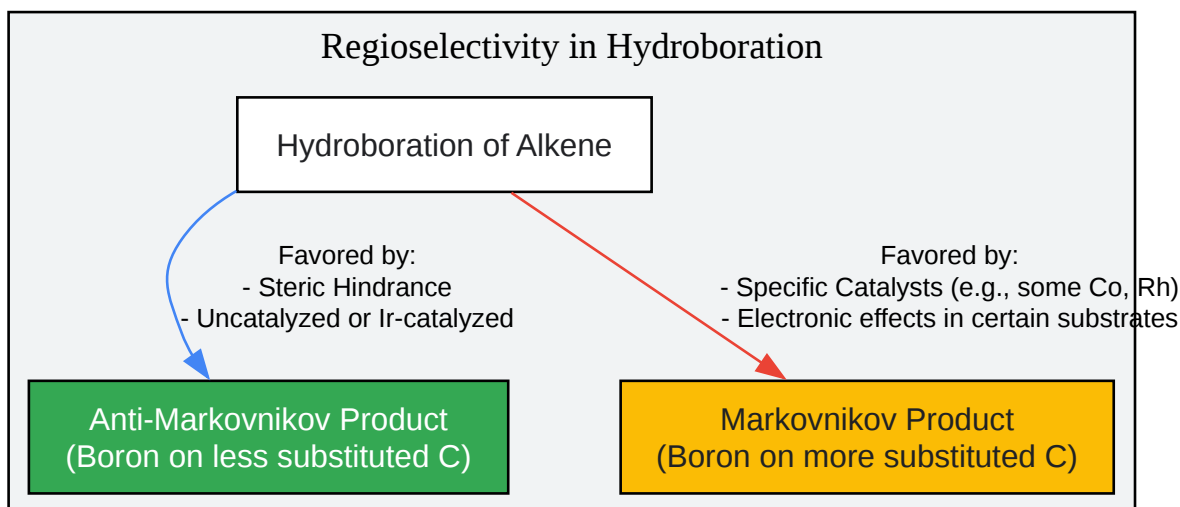 Regioselectivity in Hydroboration
Hydroboration of Alkene
Favored by:
- Steric Hindrance
- Uncatalyzed or Ir-catalyzed
Favored by:
- Specific Catalysts (e.g., some Co, Rh)
- Electronic effects in certain substrates
Anti-Markovnikov Product
(Boron on less substituted C)
Markovnikov Product
(Boron on more substituted C)